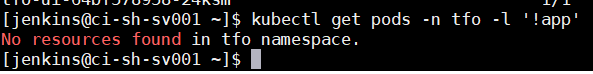 [jenkins@ci-sh-sv001 ~]$ kubectl get pods -n tfo -l '!app'
No resources found in tfo namespace.
[jenkins@ci-sh-sv001 ~]$